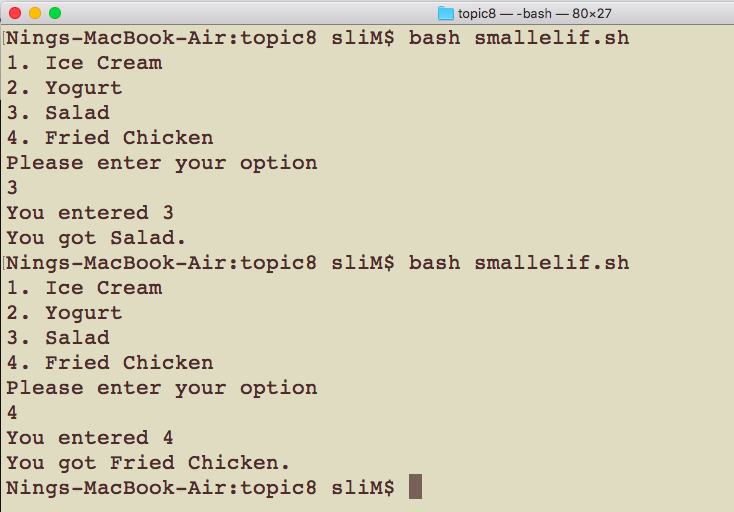 topic8 — -bash — 80×27
Nings-MacBook-Air:topic8 sliM$ bash smallelif.sh
1. Ice Cream
2. Yogurt
3. Salad
4. Fried Chicken
Please enter your option
3
You entered 3
You got Salad.
Nings-MacBook-Air:topic8 sliM$ bash smallelif.sh
1. Ice Cream
2. Yogurt
3. Salad
4. Fried Chicken
Please enter your option
4
You entered 4
You got Fried Chicken.
Nings-MacBook-Air:topic8 sliM$